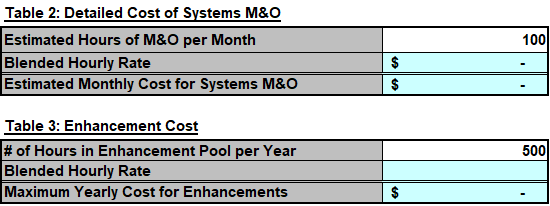 Table 2: Detailed Cost of Systems M&O
Estimated Hours of M&O per Month 100
Blended Hourly Rate $ -
Estimated Monthly Cost for Systems M&O $ -
Table 3: Enhancement Cost
# of Hours in Enhancement Pool per Year 500
Blended Hourly Rate
Maximum Yearly Cost for Enhancements $ -